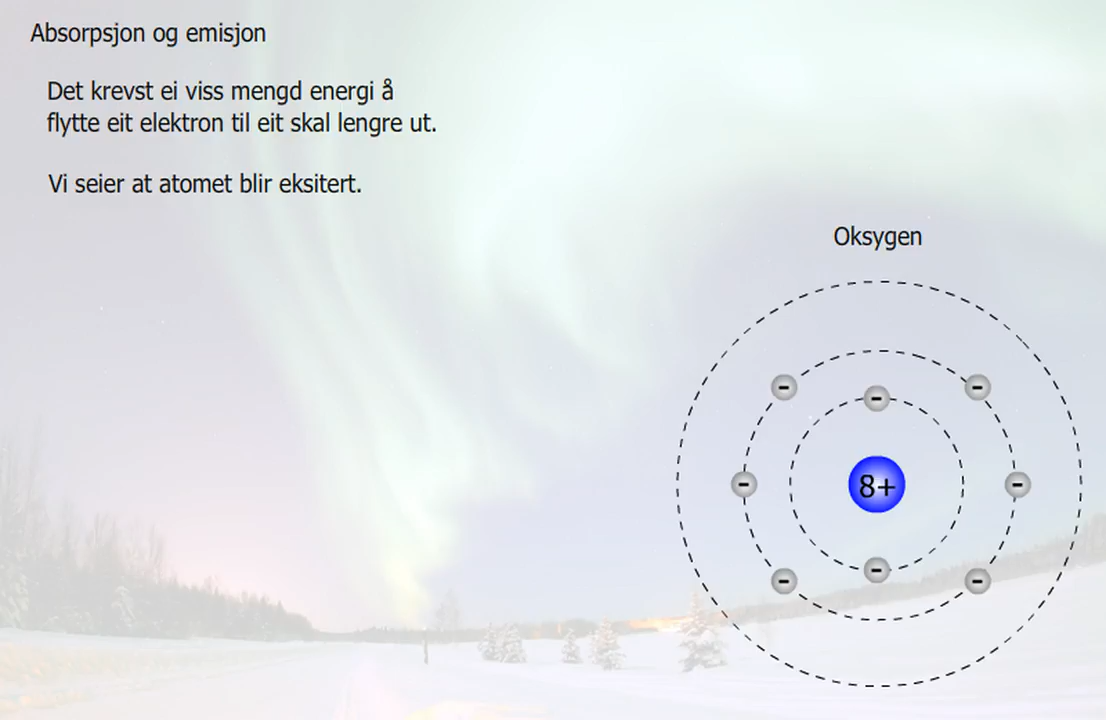 Absorpsjon og emisjon
Det krevst ei viss mengd energi å
flytte eit elektron til eit skal lengre ut.
Vi seier at atomet blir eksitert.
Oksygen
-
-
-
-
8+
-
-
-
-